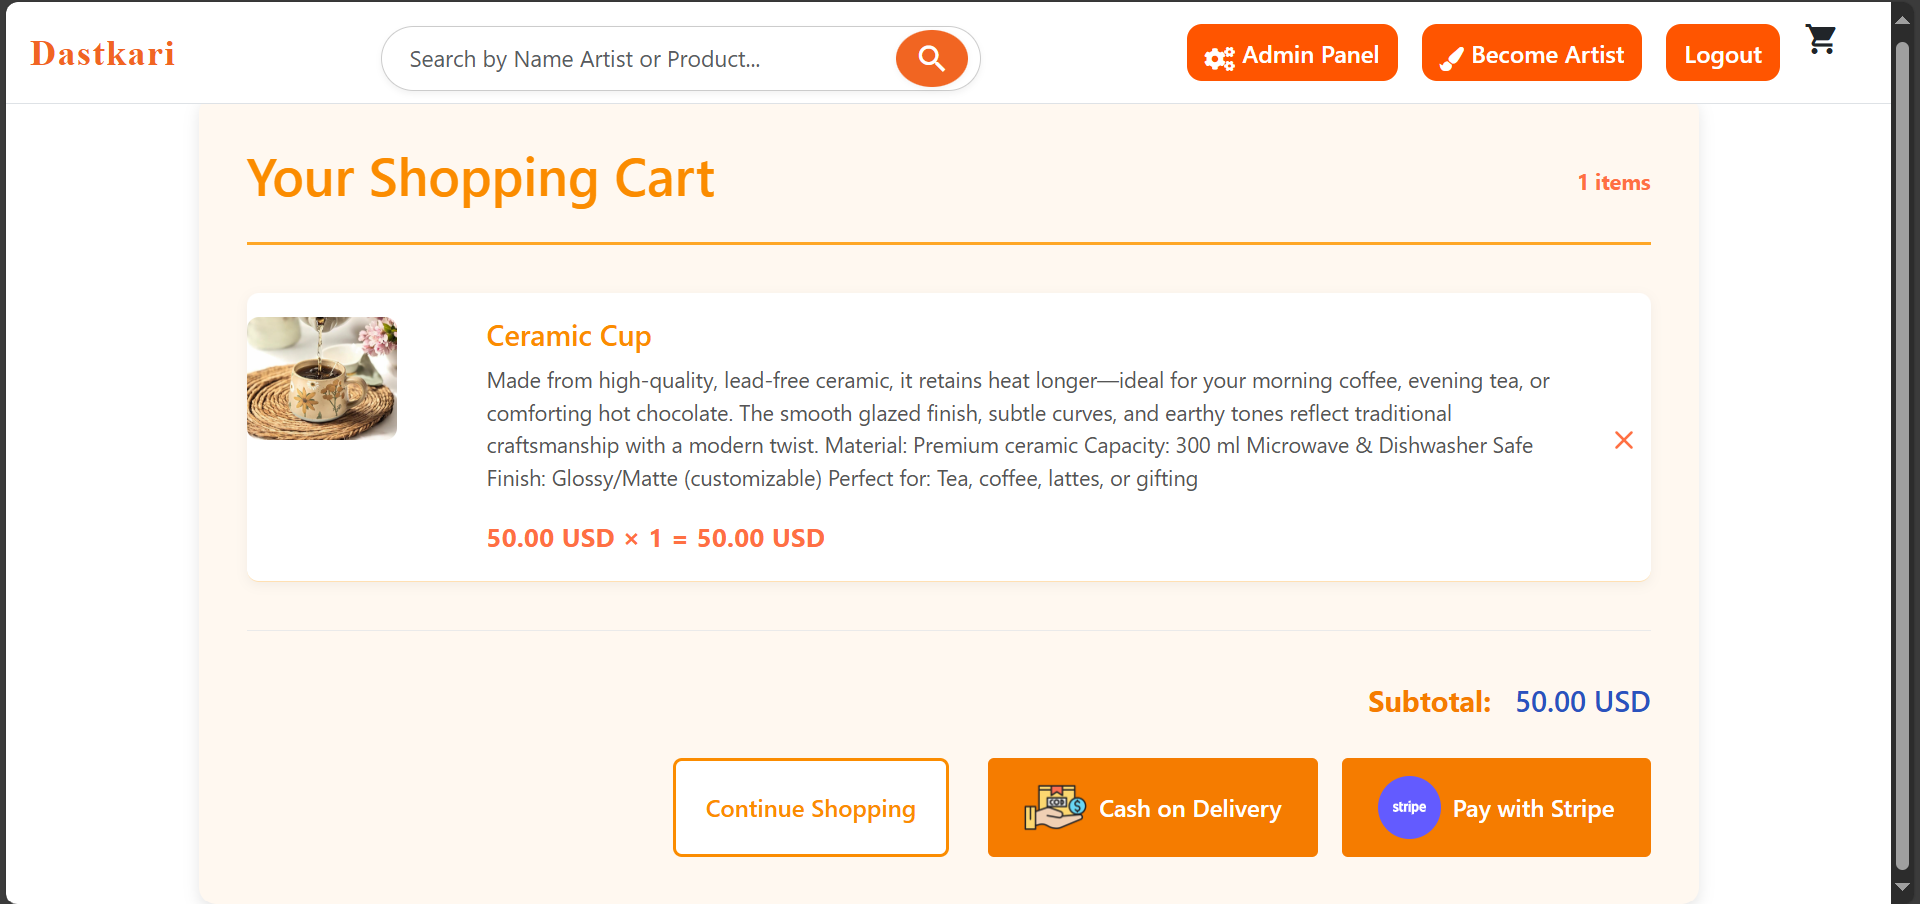 Dastkari
Search by Name Artist or Product...
Admin Panel
Become Artist
Logout
Your Shopping Cart
1 items
Ceramic Cup
Made from high-quality, lead-free ceramic, it retains heat longer—ideal for your morning coffee, evening tea, or
comforting hot chocolate. The smooth glazed finish, subtle curves, and earthy tones reflect traditional
craftsmanship with a modern twist. Material: Premium ceramic Capacity: 300 ml Microwave & Dishwasher Safe
Finish: Glossy/Matte (customizable) Perfect for: Tea, coffee, lattes, or gifting
50.00 USD × 1 = 50.00 USD
Subtotal: 50.00 USD
Continue Shopping
COD
$
Cash on Delivery
stripe
Pay with Stripe